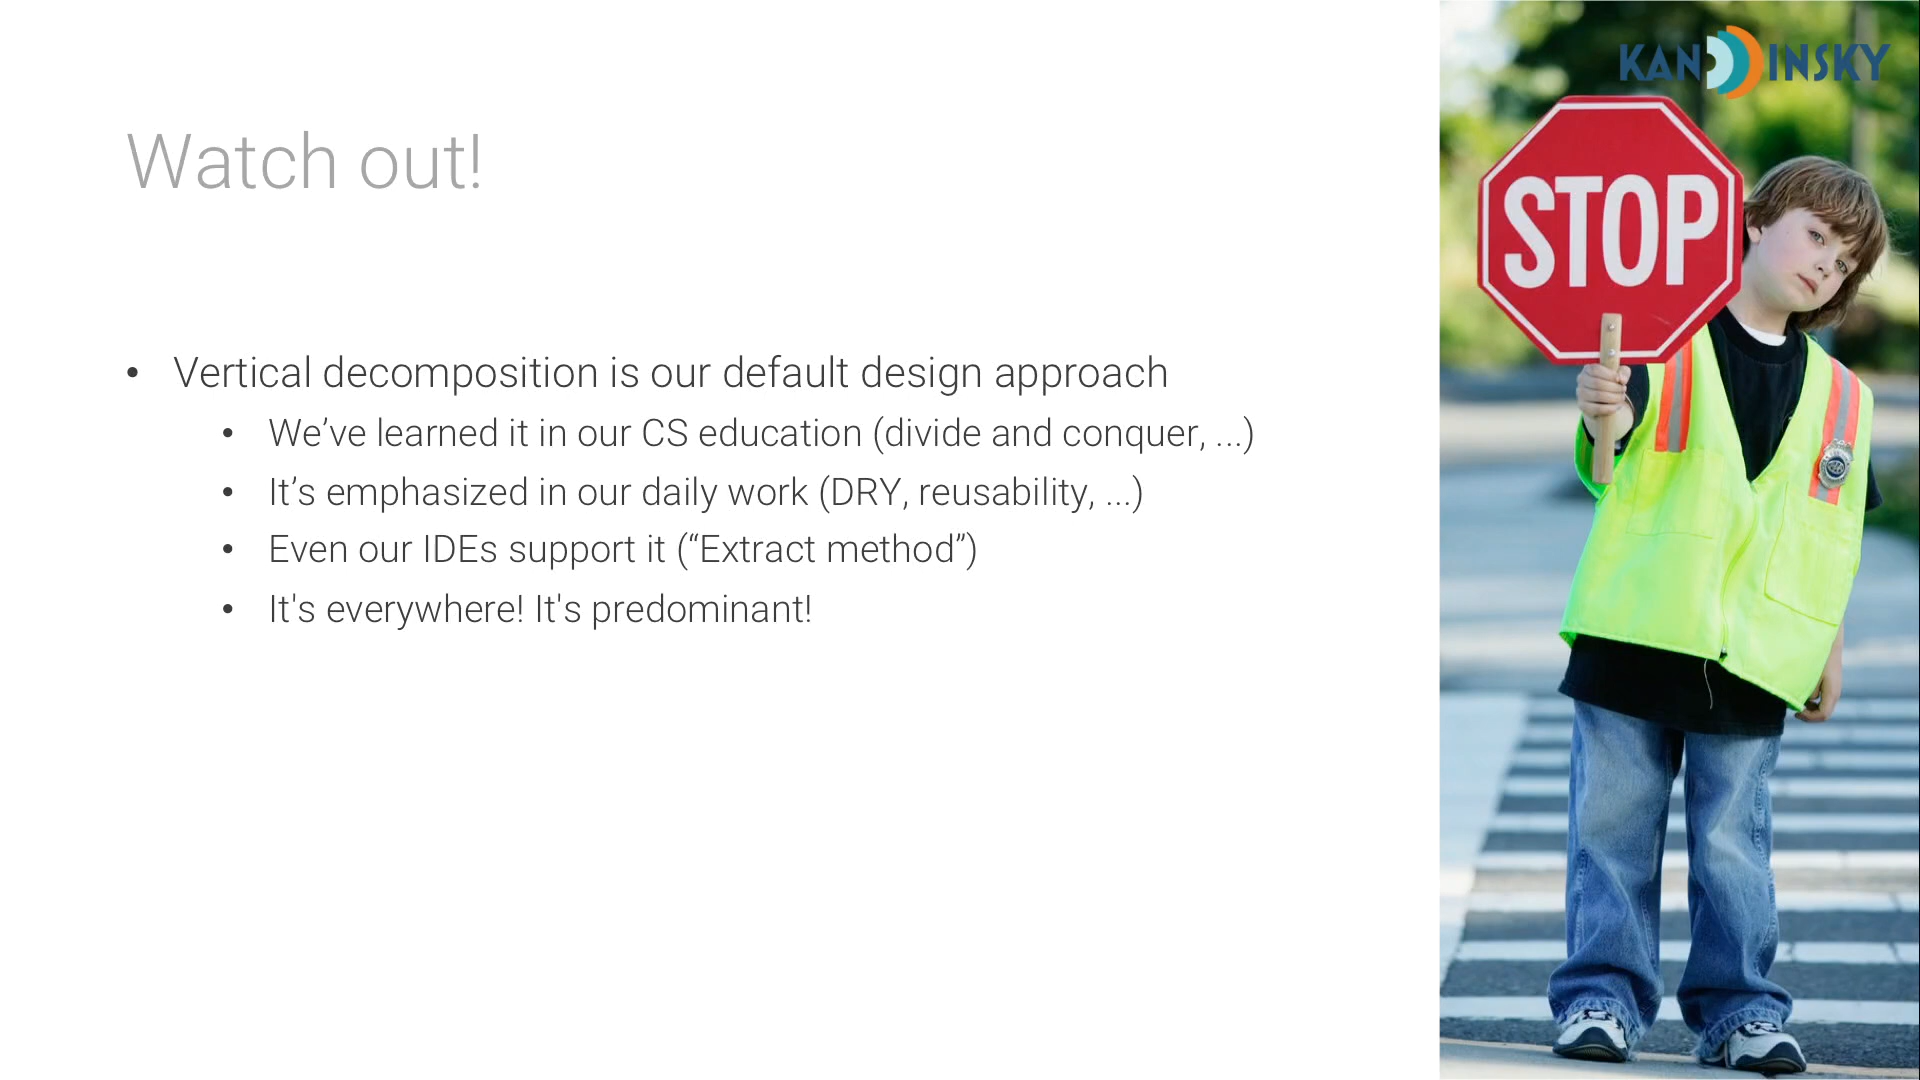 KANDINSKY
Watch out!
STOP
• Vertical decomposition is our default design approach
• We’ve learned it in our CS education (divide and conquer, ...)
• It’s emphasized in our daily work (DRY, reusability, ...)
• Even our IDEs support it (“Extract method”)
• It's everywhere! It's predominant!